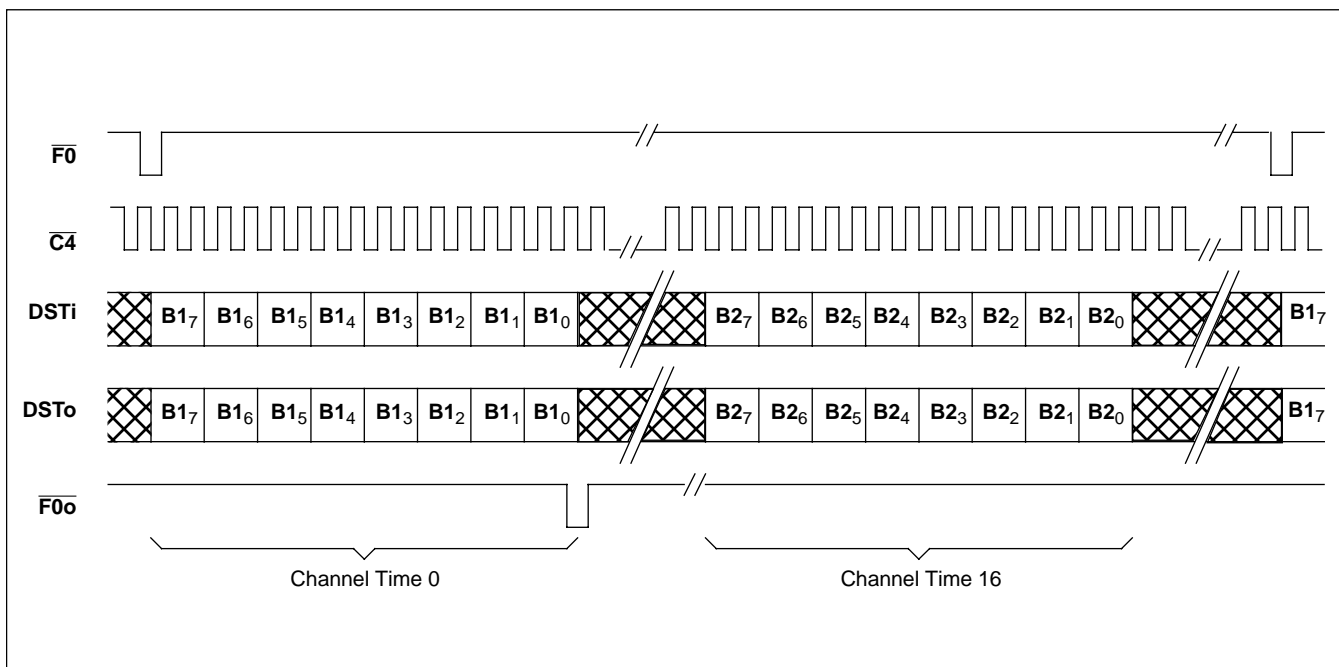 F0
C4
DSTi B17 B16 B15 B14 B13 B12 B11 B10 B27 B26 B25 B24 B23 B22 B21 B20 B17
DSTo B17 B16 B15 B14 B13 B12 B11 B10 B27 B26 B25 B24 B23 B22 B21 B20 B17
F0o
Channel Time 0 Channel Time 16